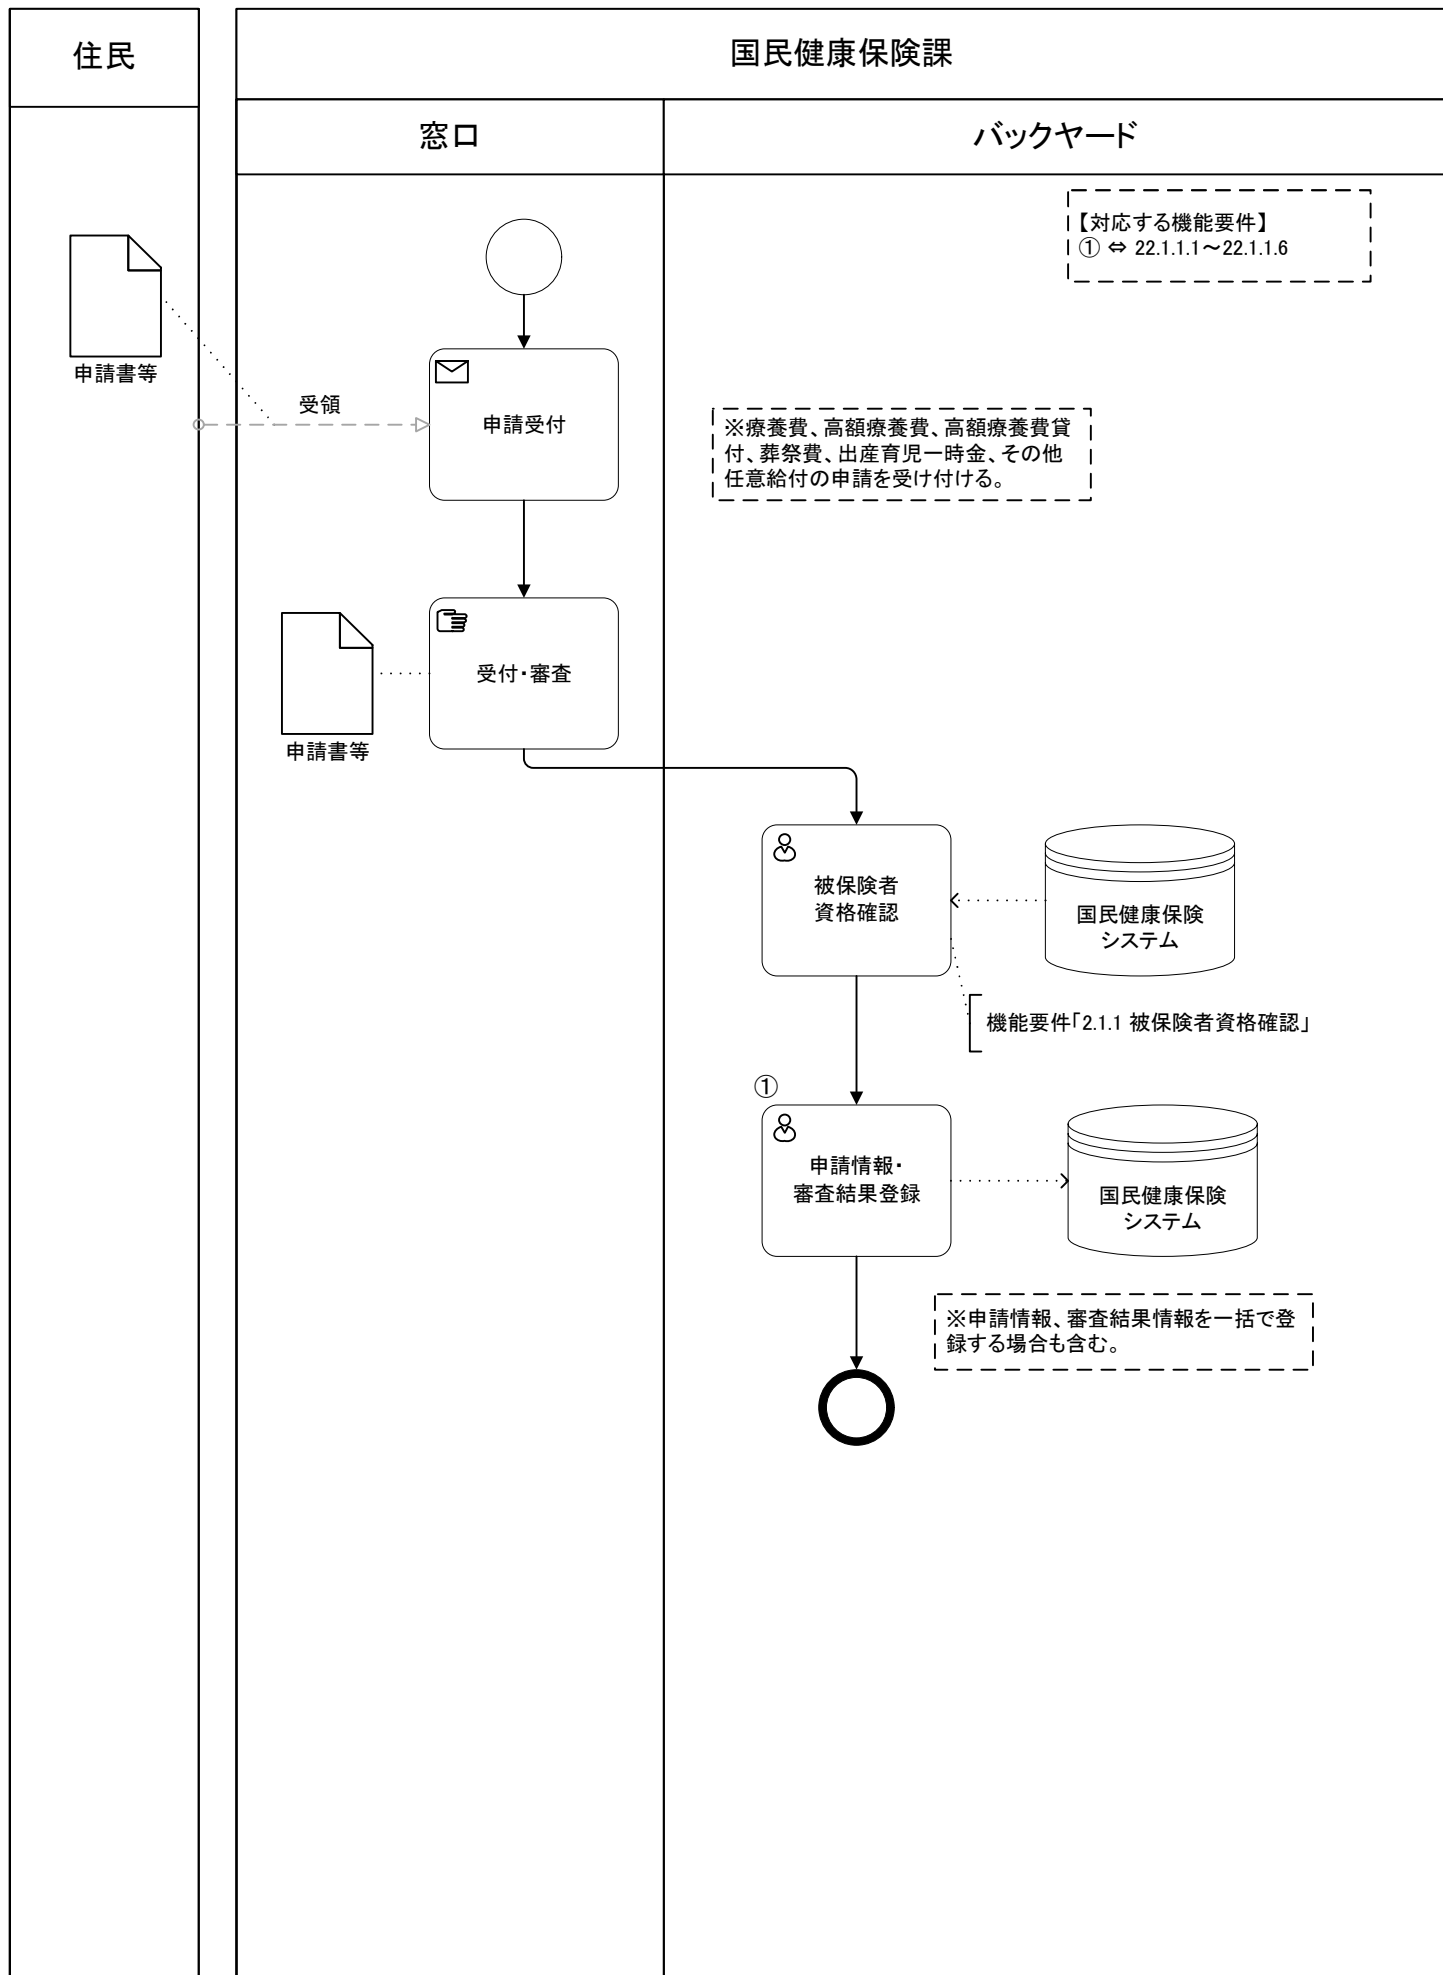 住民
国民健康保険課
窓口
バックヤード
【対応する機能要件】
① ⇔ 22.1.1.1～22.1.1.6
申請書等
受領
申請受付
※療養費、高額療養費、高額療養費貸
付、葬祭費、出産育児一時金、その他
任意給付の申請を受け付ける。
受付・審査
申請書等
被保険者
資格確認
国民健康保険
システム
機能要件「2.1.1 被保険者資格確認」
①
申請情報・
審査結果登録
国民健康保険
システム
※申請情報、審査結果情報を一括で登
録する場合も含む。